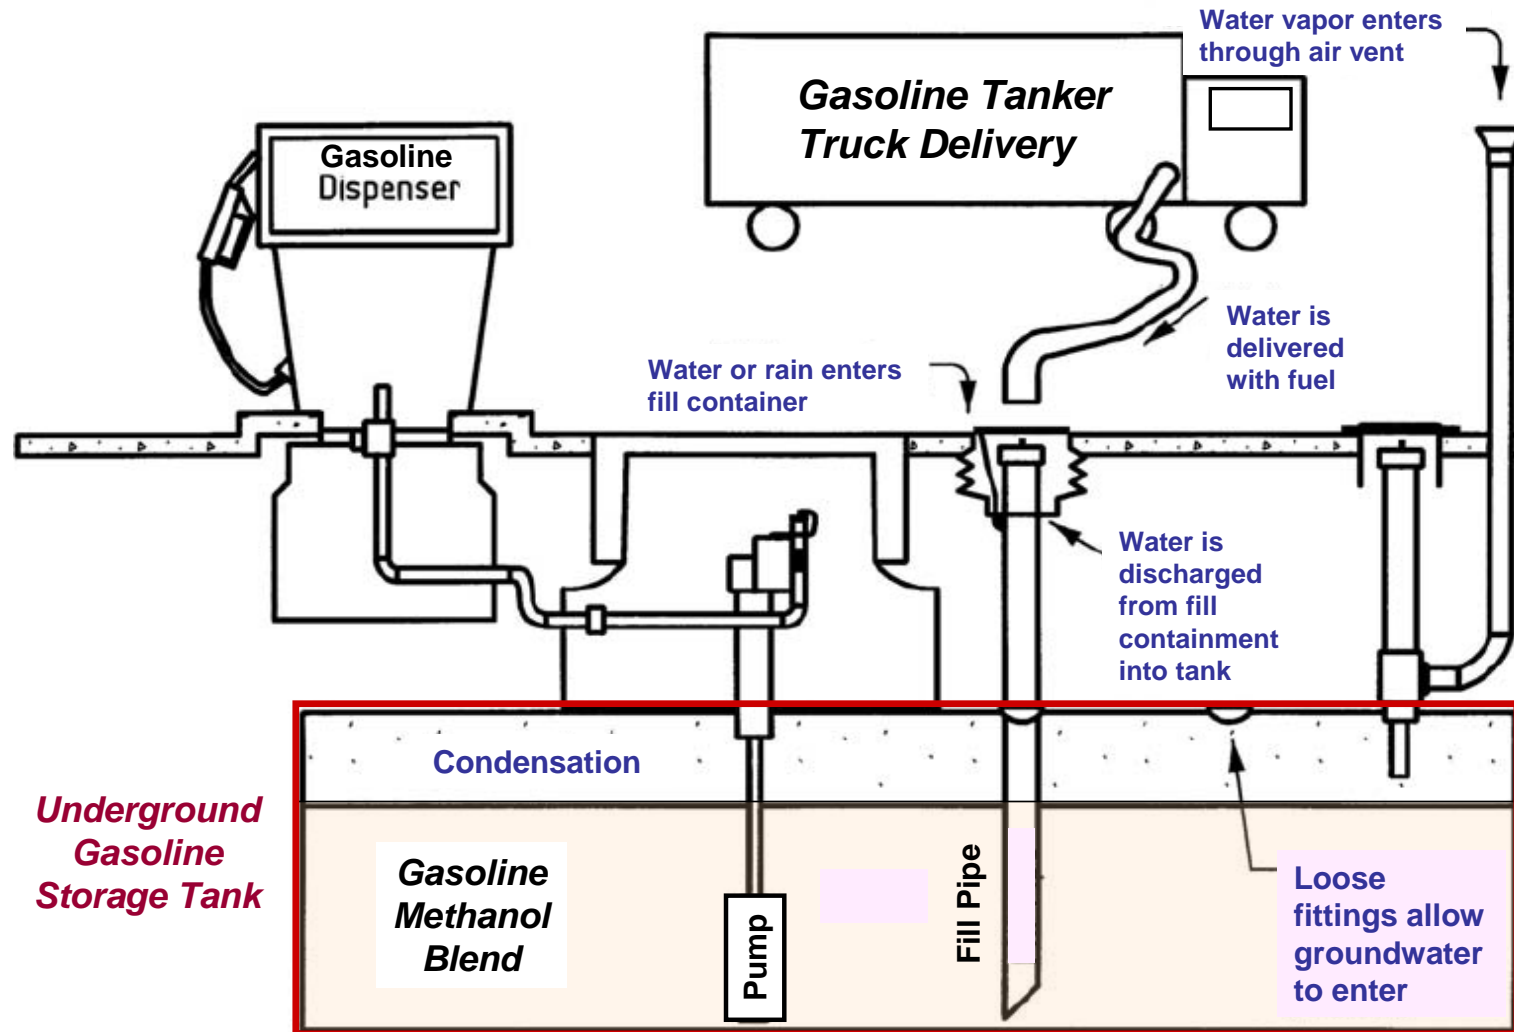 Water vapor enters
through air vent
Gasoline Tanker
Truck Delivery
Gasoline
Dispenser
Water is
delivered
with fuel
Water or rain enters
fill container
Water is
discharged
from fill
containment
into tank
Condensation
Underground
Gasoline
Storage Tank
Gasoline
Methanol
Blend
Pump
Fill Pipe
Loose
fittings allow
groundwater
to enter